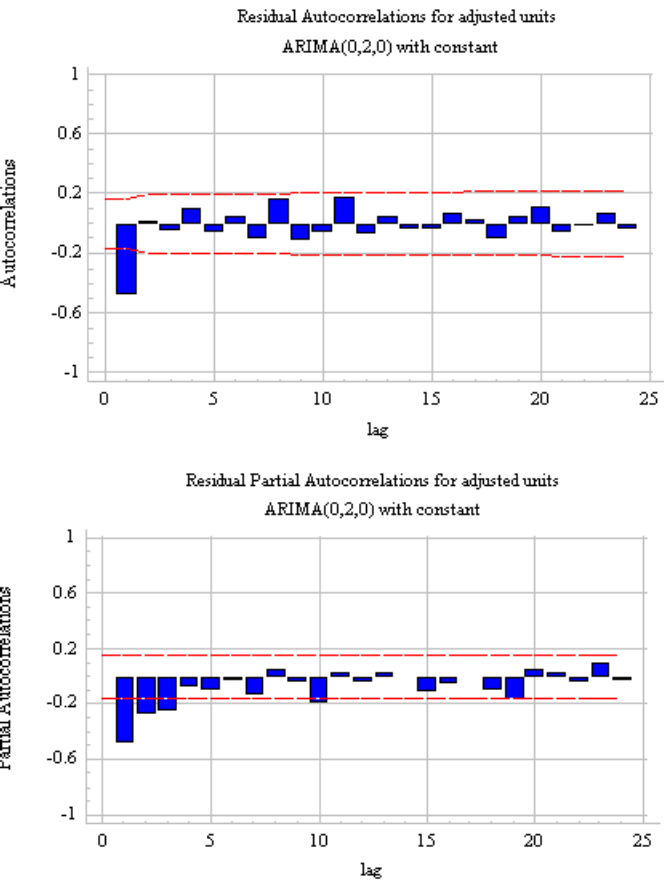 Residual Autocorrelations for adjusted units
ARIMA(0,2,0) with constant
1
0.6
0.2
-0.2
-0.6
-1
Autocorrelations
0 5 10 15 20 25
lag
Residual Partial Autocorrelations for adjusted units
ARIMA(0,2,0) with constant
1
0.6
0.2
-0.2
-0.6
-1
Partial Autocorrelations
0 5 10 15 20 25
lag